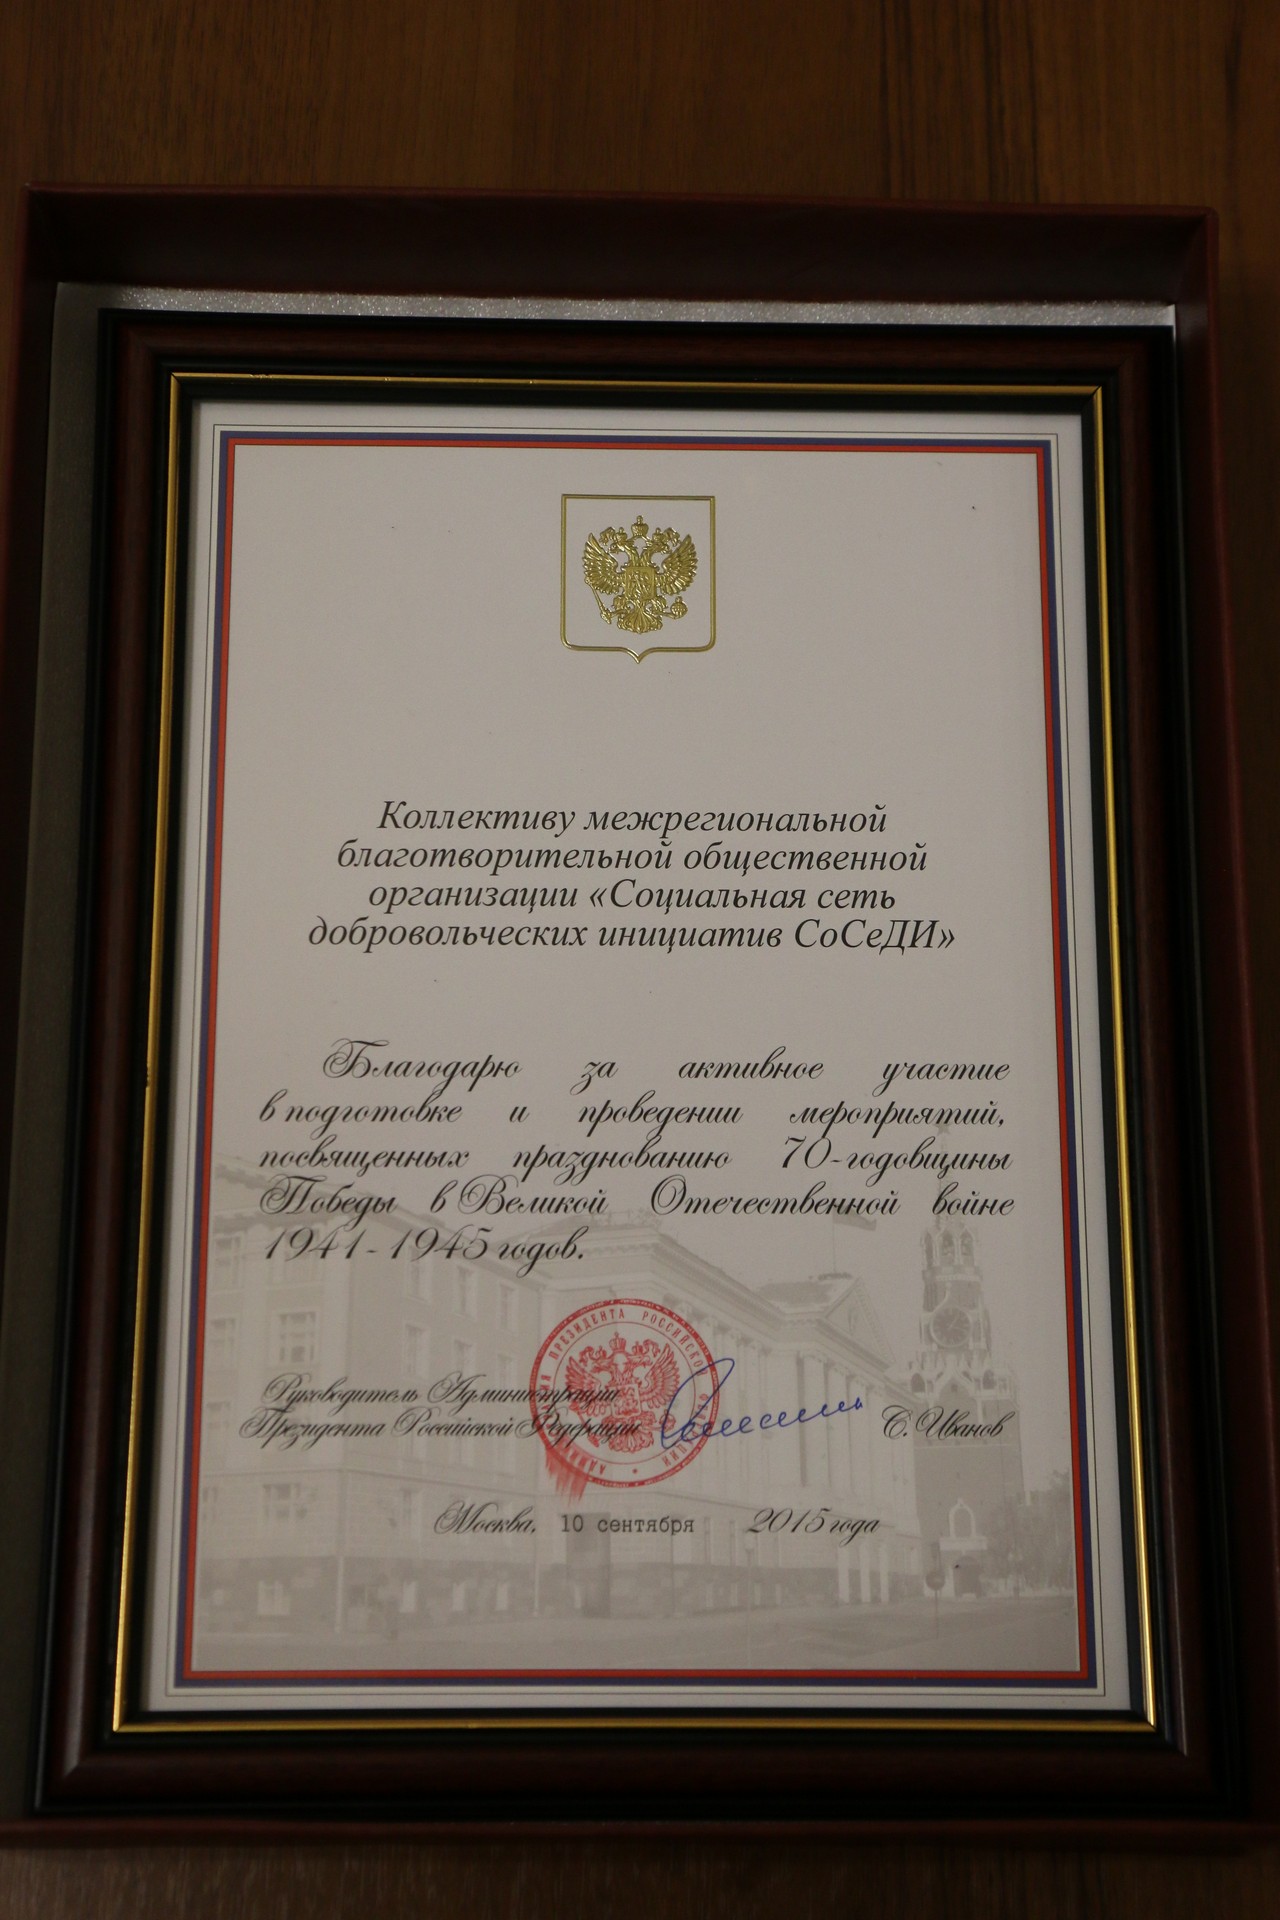 Коллективу межрегиональной
благотворительной общественной
организации «Социальная сеть
добровольческих инициатив СоСеДИ»
Благодарю за активное участие
в подготовке и проведении мероприятий,
посвященных празднованию 70-годовщины
Победы в Великой Отечественной войне
1941-1945 годов.
Руководитель Администрации
Президента Российской Федерации
С. Иванов
ПРЕЗИДЕНТА РОССИЙСКОЙ
Москва, 10 сентября 2015 года